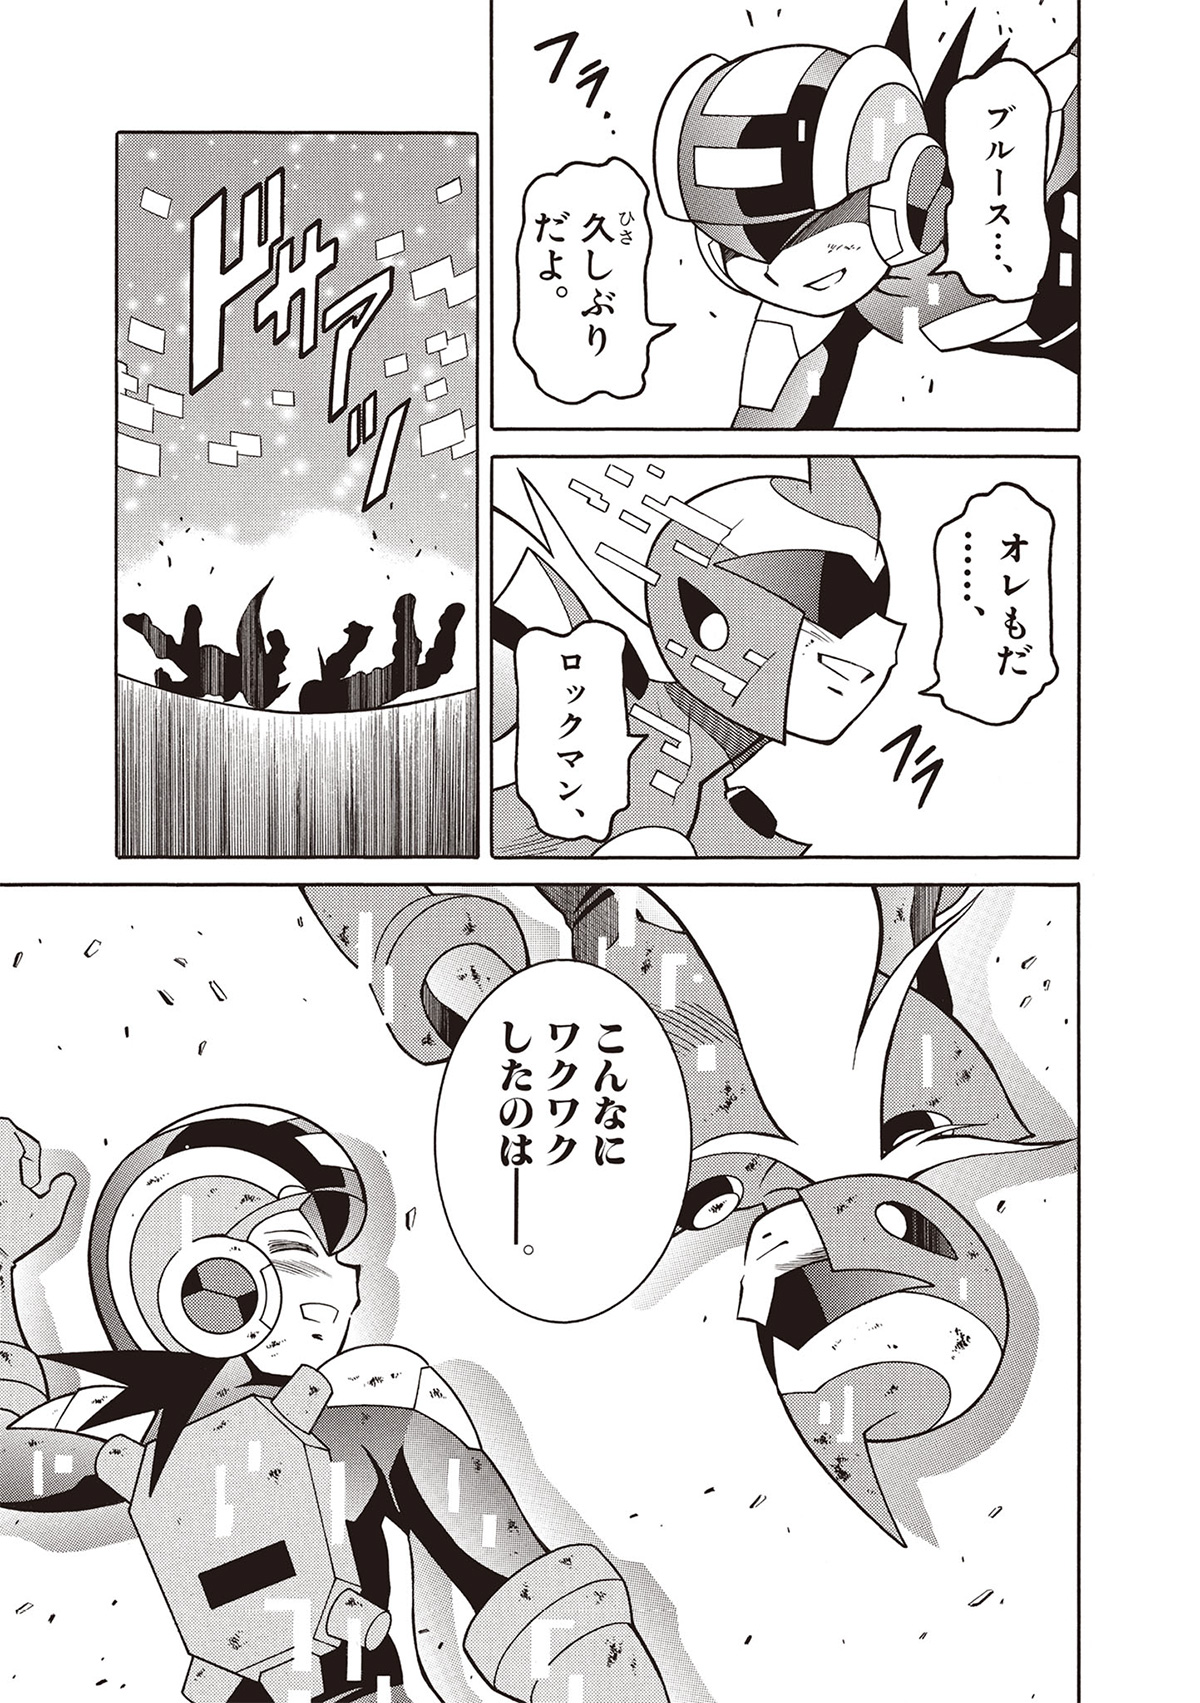 ブルース…、
フラ
久しぶり
ひさ
だよ。
オレもだ
……、
ロックマン、
フラ
ドサァッ
こんなに
ワクワク
したのは──。